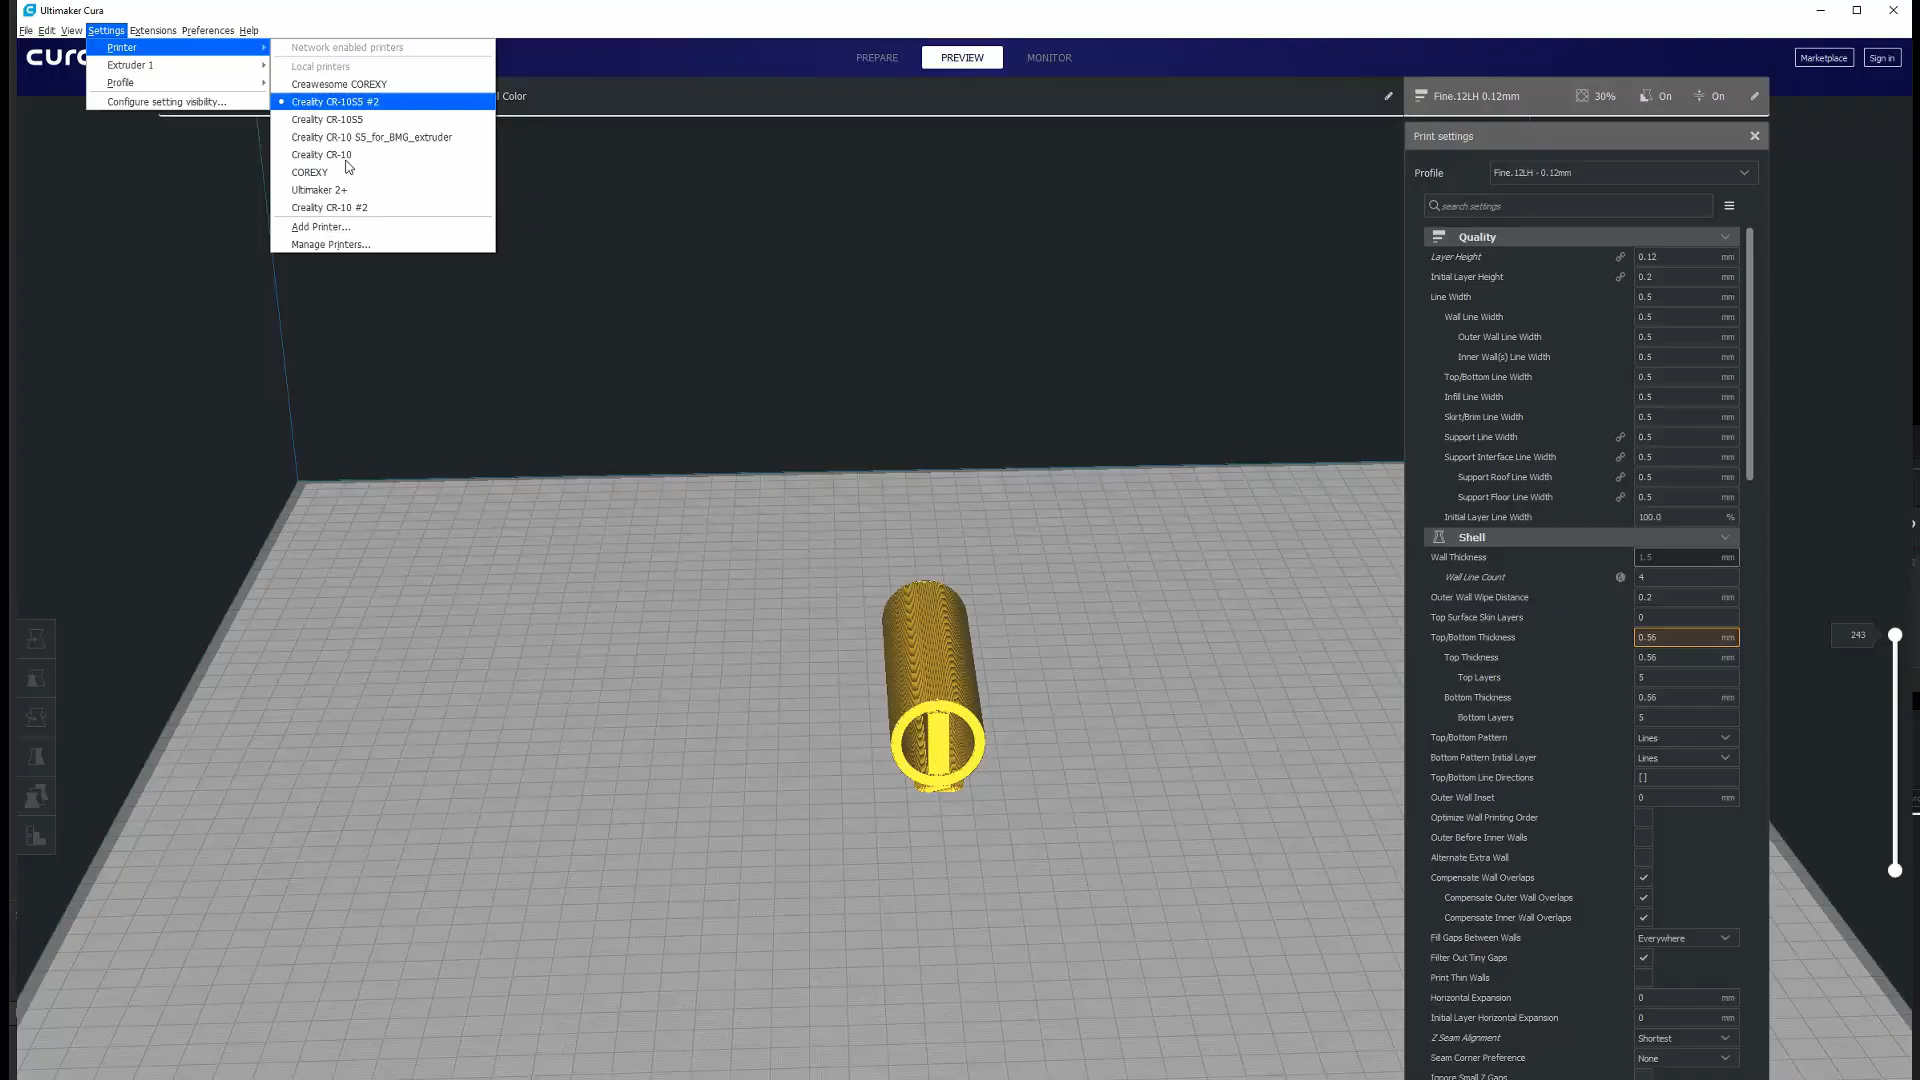 Ultimaker Cura
File Edit View Settings Extensions Preferences Help
PREPARE PREVIEW MONITOR
Marketplace Sign in
Printer
Extruder 1
Profile
Configure setting visibility...
Network enabled printers
Local printers
Creawesome COREXY
Creality CR-10S5 #2
Creality CR-10S5
Creality CR-10 S5_for_BMG_extruder
Creality CR-10
COREXY
Ultimaker 2+
Creality CR-10 #2
Add Printer...
Manage Printers...
l Color
Fine.12LH 0.12mm 30% On On
Print settings
Profile Fine.12LH - 0.12mm
search settings
Quality
Layer Height 0.12 mm
Initial Layer Height 0.2 mm
Line Width 0.5 mm
Wall Line Width 0.5 mm
Outer Wall Line Width 0.5 mm
Inner Wall(s) Line Width 0.5 mm
Top/Bottom Line Width 0.5 mm
Infill Line Width 0.5 mm
Skirt/Brim Line Width 0.5 mm
Support Line Width 0.5 mm
Support Interface Line Width 0.5 mm
Support Roof Line Width 0.5 mm
Support Floor Line Width 0.5 mm
Initial Layer Line Width 100.0 %
Shell
Wall Thickness 1.5 mm
Wall Line Count 4
Outer Wall Wipe Distance 0.2 mm
Top Surface Skin Layers 0
Top/Bottom Thickness 0.56 mm
Top Thickness 0.56 mm
Top Layers 5
Bottom Thickness 0.56 mm
Bottom Layers 5
Top/Bottom Pattern Lines
Bottom Pattern Initial Layer Lines
Top/Bottom Line Directions []
Outer Wall Inset 0 mm
Optimize Wall Printing Order
Outer Before Inner Walls
Alternate Extra Wall
Compensate Wall Overlaps
Compensate Outer Wall Overlaps
Compensate Inner Wall Overlaps
Fill Gaps Between Walls Everywhere
Filter Out Tiny Gaps
Print Thin Walls
Horizontal Expansion 0 mm
Initial Layer Horizontal Expansion 0 mm
Z Seam Alignment Shortest
Seam Corner Preference None
Ignore Small Z Gaps
243